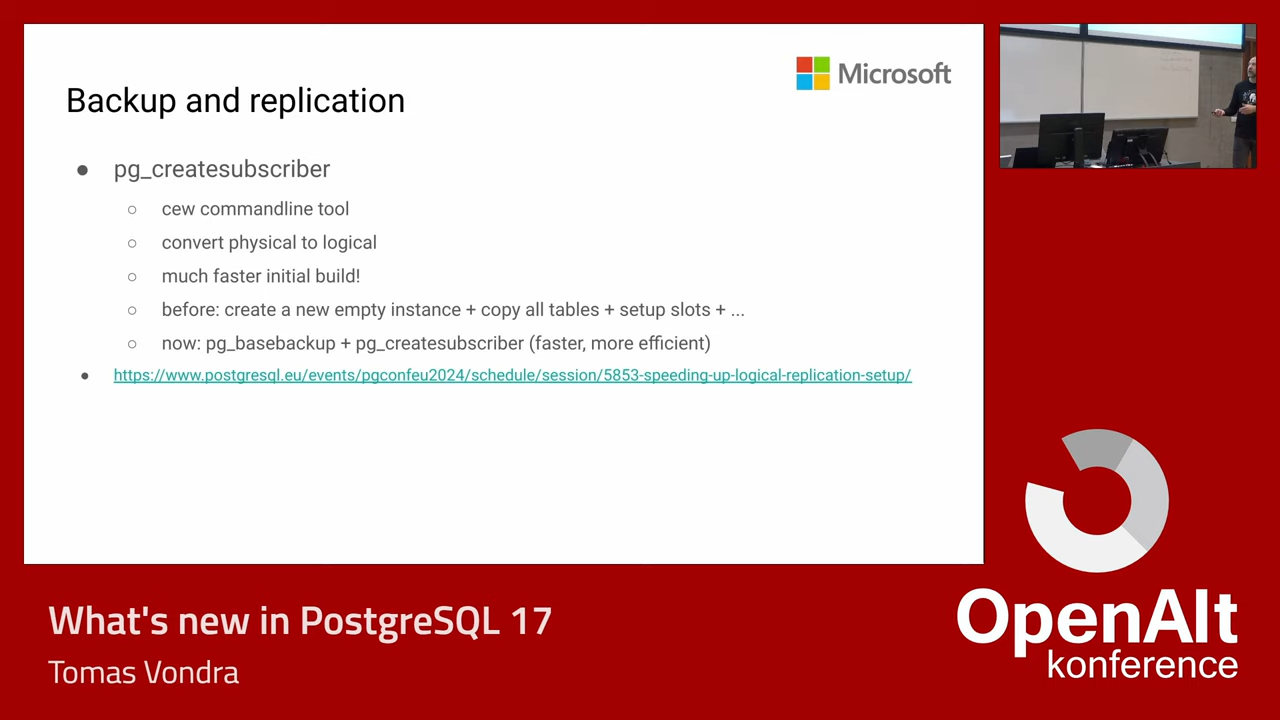 Microsoft
Backup and replication
● pg_createsubscriber
○ cew commandline tool
○ convert physical to logical
○ much faster initial build!
○ before: create a new empty instance + copy all tables + setup slots + ...
○ now: pg_basebackup + pg_createsubscriber (faster, more efficient)
● https://www.postgresql.eu/events/pgconfeu2024/schedule/session/5853-speeding-up-logical-replication-setup/
What's new in PostgreSQL 17
Tomas Vondra
OpenAlt
konference